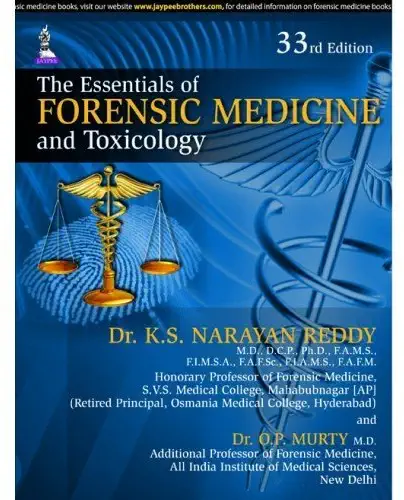 sic medicine books, visit our website www.jaypeebrothers.com, for detailed information on forensic medicine books
JAYPEE
33rd Edition
The Essentials of
FORENSIC MEDICINE
and Toxicology
Dr. K.S. NARAYAN REDDY
M.D., D.C.P., Ph.D., F.A.M.S.,
F.I.M.S.A., F.A.F.Sc., F.I.A.M.S., F.A.F.M.
Honorary Professor of Forensic Medicine,
S.V.S. Medical College, Mahabubnagar [AP]
(Retired Principal, Osmania Medical College, Hyderabad)
and
Dr. O.P. MURTY M.D.
Additional Professor of Forensic Medicine,
All India Institute of Medical Sciences,
New Delhi